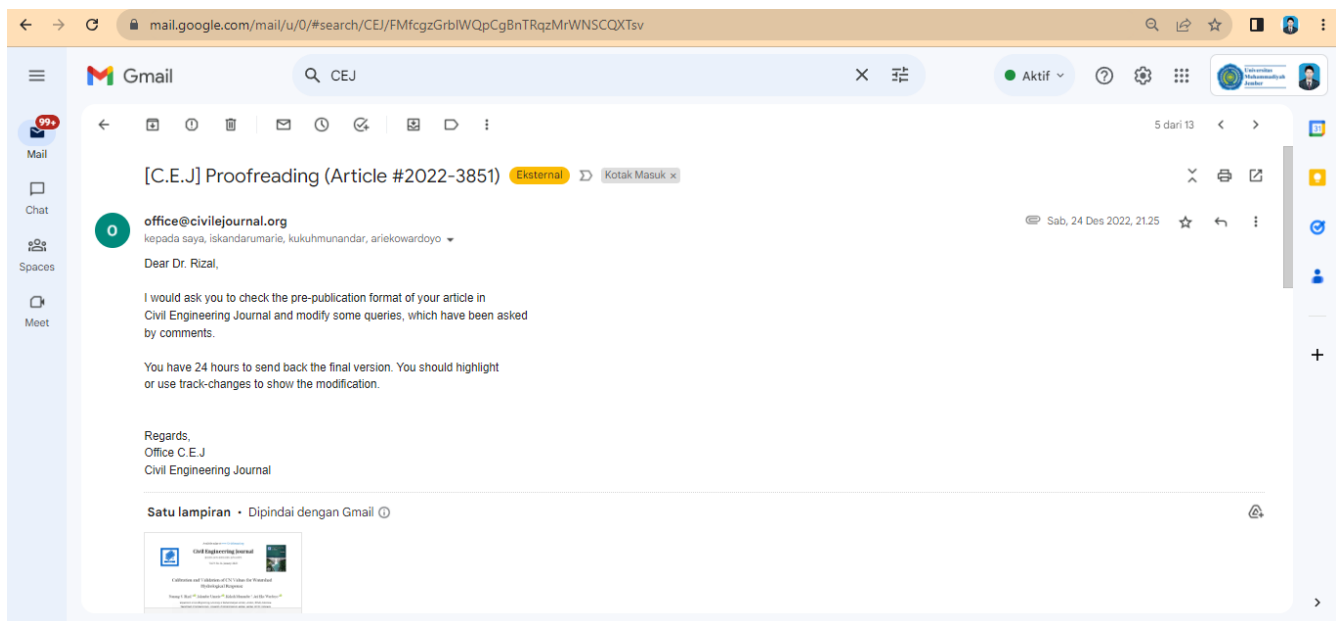 mail.google.com/mail/u/0/#search/CEJ/FMfcgzGrblWQpCgBnTRqzMrWNSCQXTsv
Gmail
CEJ
Aktif
Universitas
Muhammadiyah
Jember
99+
Mail
Chat
Spaces
Meet
5 dari 13
31
[C.E.J] Proofreading (Article #2022-3851) Eksternal Kotak Masuk ×
O
office@civilejournal.org
Sab, 24 Des 2022, 21.25
kepada saya, iskandarumarie, kukuhmunandar, ariekowardoyo
Dear Dr. Rizal,
I would ask you to check the pre-publication format of your article in
Civil Engineering Journal and modify some queries, which have been asked
by comments.
You have 24 hours to send back the final version. You should highlight
or use track-changes to show the modification.
Regards,
Office C.E.J
Civil Engineering Journal
Satu lampiran • Dipindai dengan Gmail
Civil Engineering Journal
Calibration and Validation of CN Values for Watershed
Hydrological Response